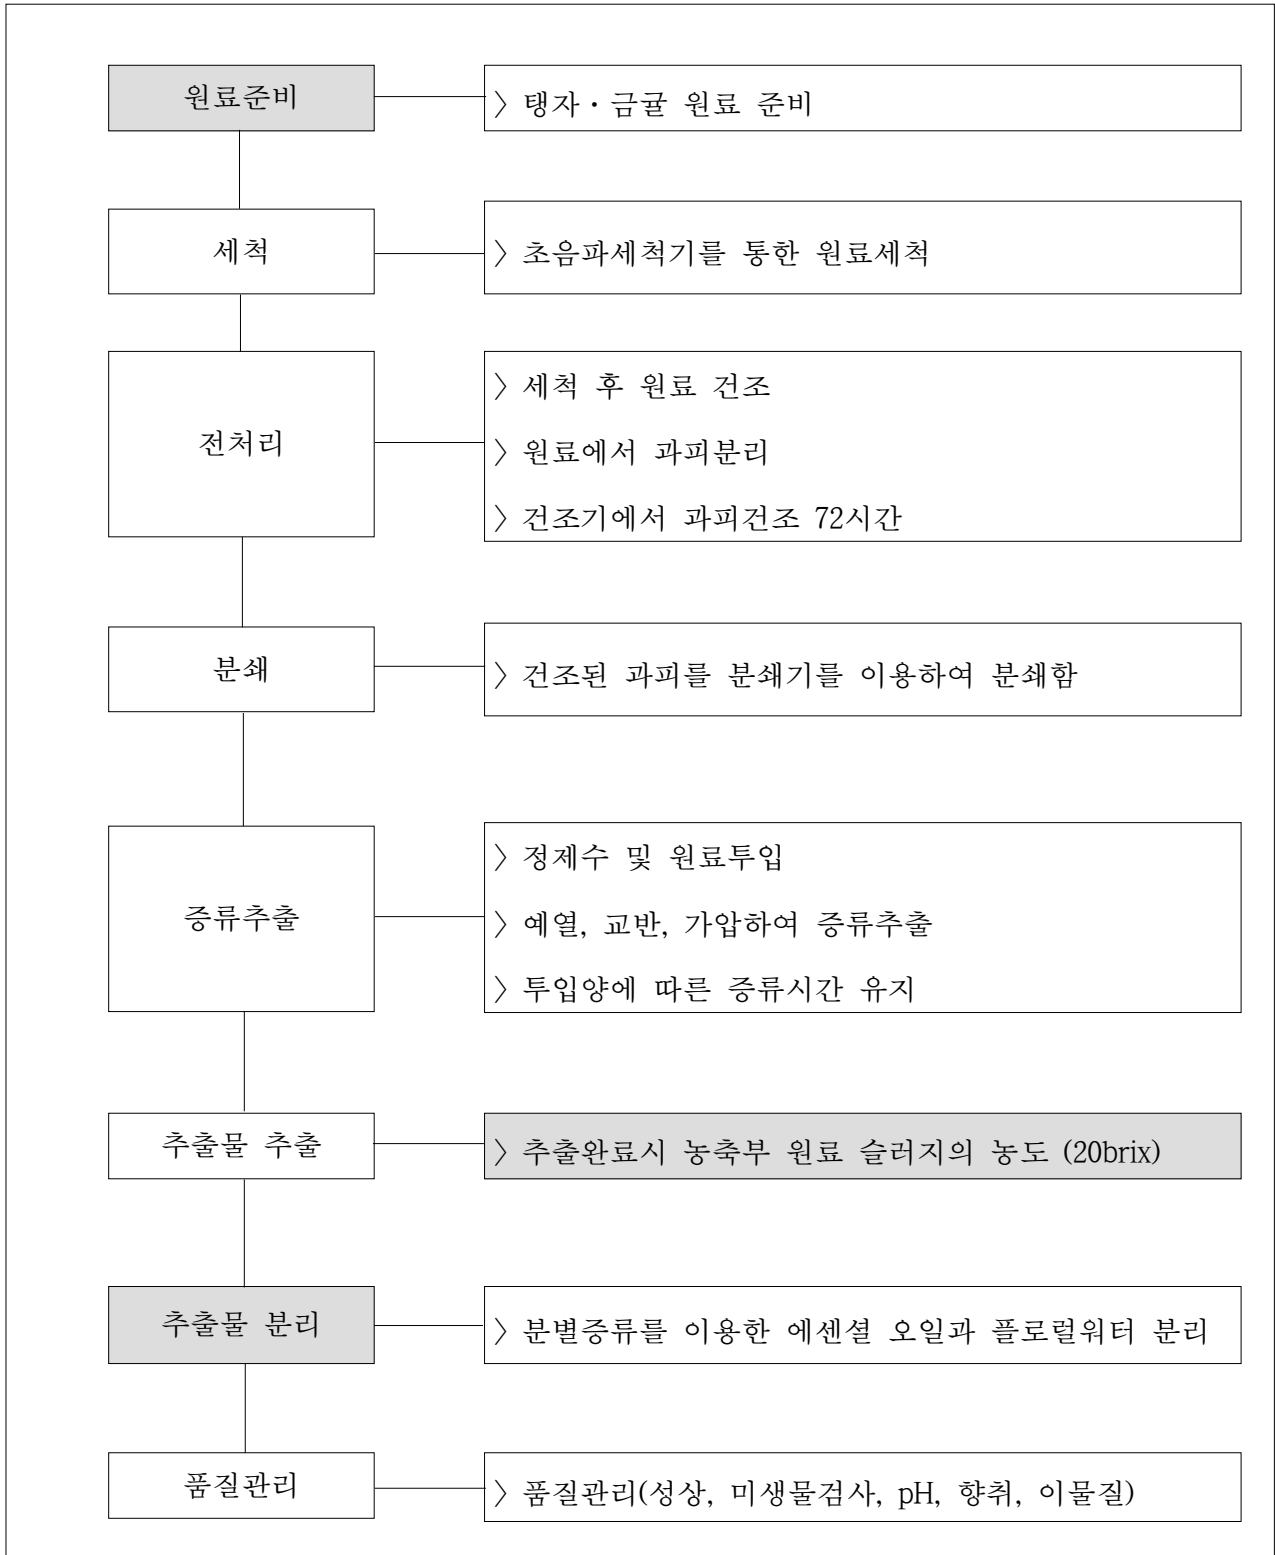 원료준비
〉탱자・금귤 원료 준비
세척
〉초음파세척기를 통한 원료세척
전처리
〉세척 후 원료 건조
〉원료에서 과피분리
〉건조기에서 과피건조 72시간
분쇄
〉건조된 과피를 분쇄기를 이용하여 분쇄함
증류추출
〉정제수 및 원료투입
〉예열, 교반, 가압하여 증류추출
〉투입양에 따른 증류시간 유지
추출물 추출
〉추출완료시 농축부 원료 슬러지의 농도 (20brix)
추출물 분리
〉분별증류를 이용한 에센셜 오일과 플로럴워터 분리
품질관리
〉품질관리(성상, 미생물검사, pH, 향취, 이물질)